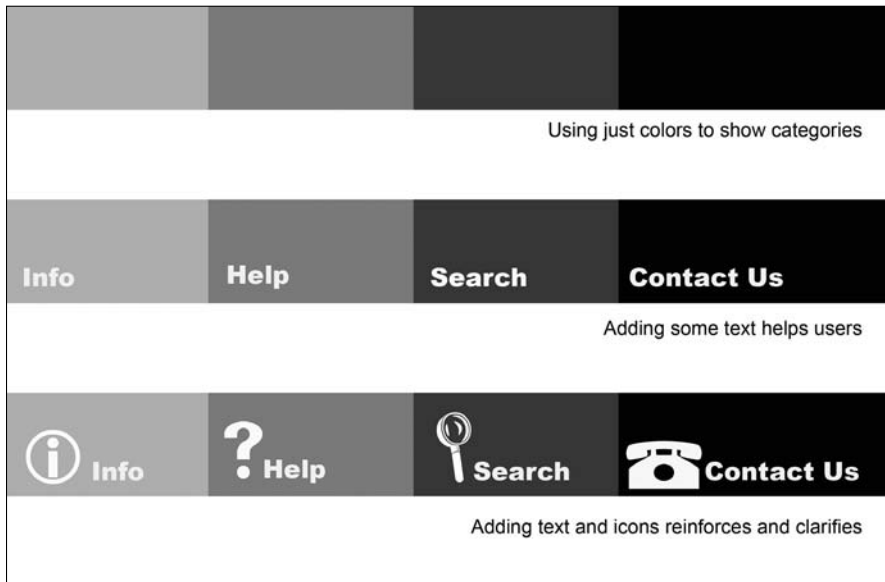 Using just colors to show categories
Info Help Search Contact Us
Adding some text helps users
Info Help Search Contact Us
Adding text and icons reinforces and clarifies